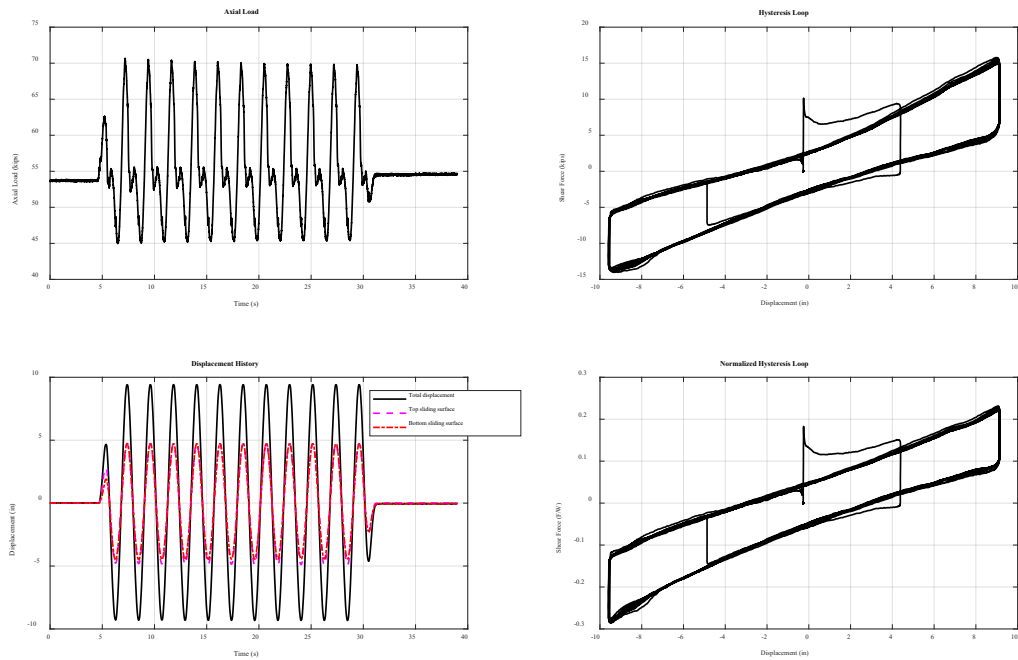 Axial Load
75
70
65
60
55
50
45
40
Axial Load (kips)
0 5 10 15 20 25 30 35 40
Time (s)
Hysteresis Loop
20
15
10
5
0
-5
-10
-15
Shear Force (kips)
-10 -8 -6 -4 -2 0 2 4 6 8 10
Displacement (in)
Displacement History
10
5
0
-5
-10
Displacement (in)
0 5 10 15 20 25 30 35 40
Time (s)
Total displacement
Top sliding surface
Bottom sliding surface
Normalized Hysteresis Loop
0.3
0.2
0.1
0
-0.1
-0.2
-0.3
Shear Force (F/W)
-10 -8 -6 -4 -2 0 2 4 6 8 10
Displacement (in)